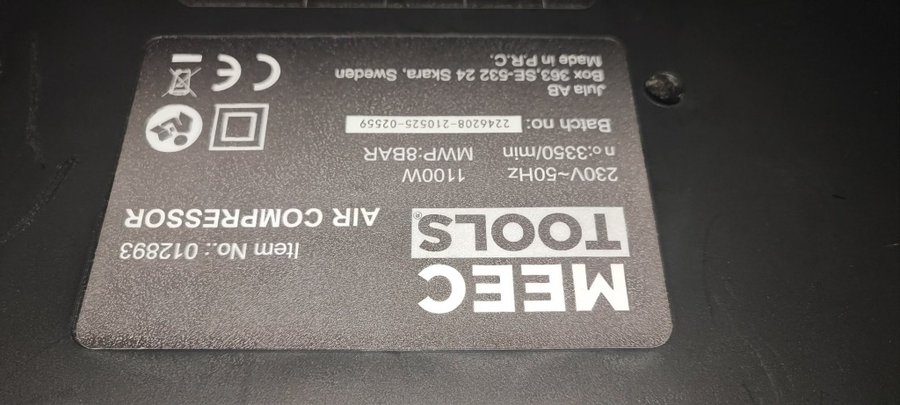 MEEC
TOOLS®
Item No.: 012893
AIR COMPRESSOR
230V~50Hz 1100W
n₀:3350/min MWP:8BAR
Batch no: 2246208-210525-02559
Jula AB
Box 363,SE-532 24 Skara, Sweden
Made in P.R.C.
CE